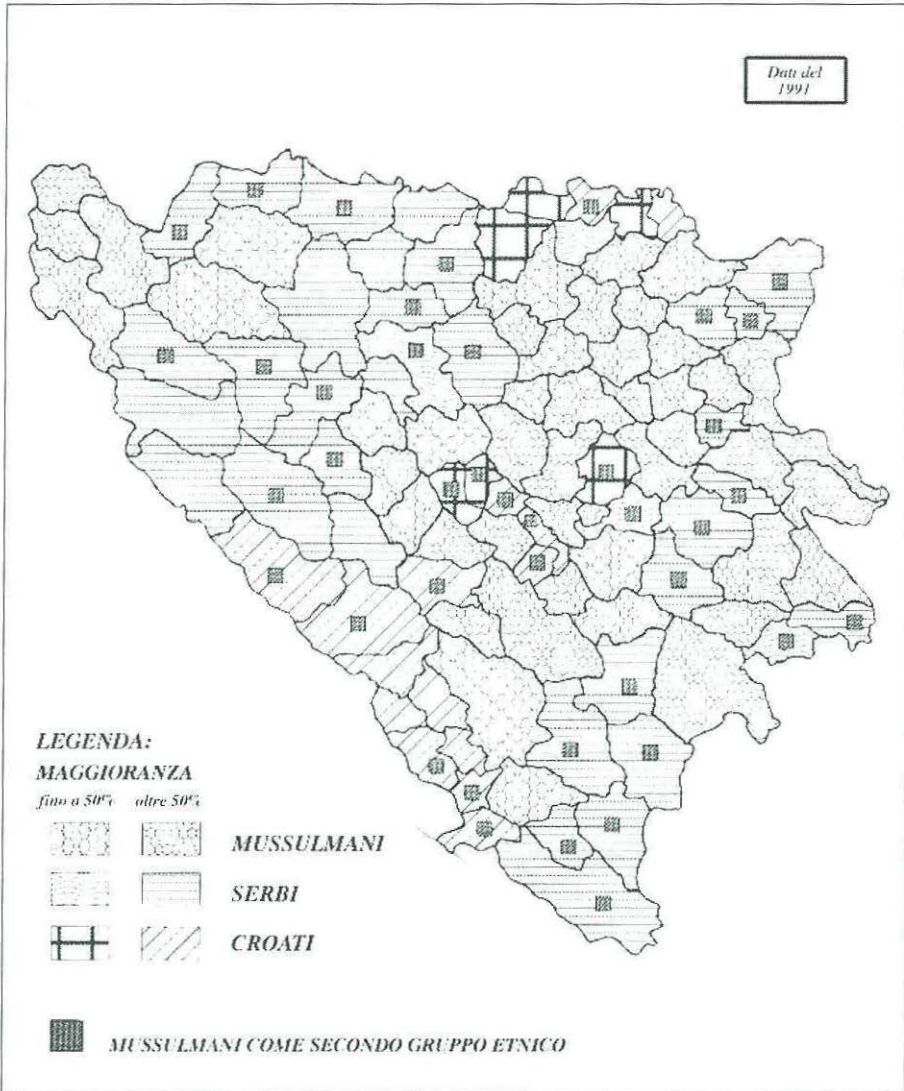 Dati del
1991
LEGENDA:
MAGGIORANZA
fino a 50% oltre 50%
MUSSULMANI
SERBI
CROATI
MUSSULMANI COME SECONDO GRUPPO ETNICO